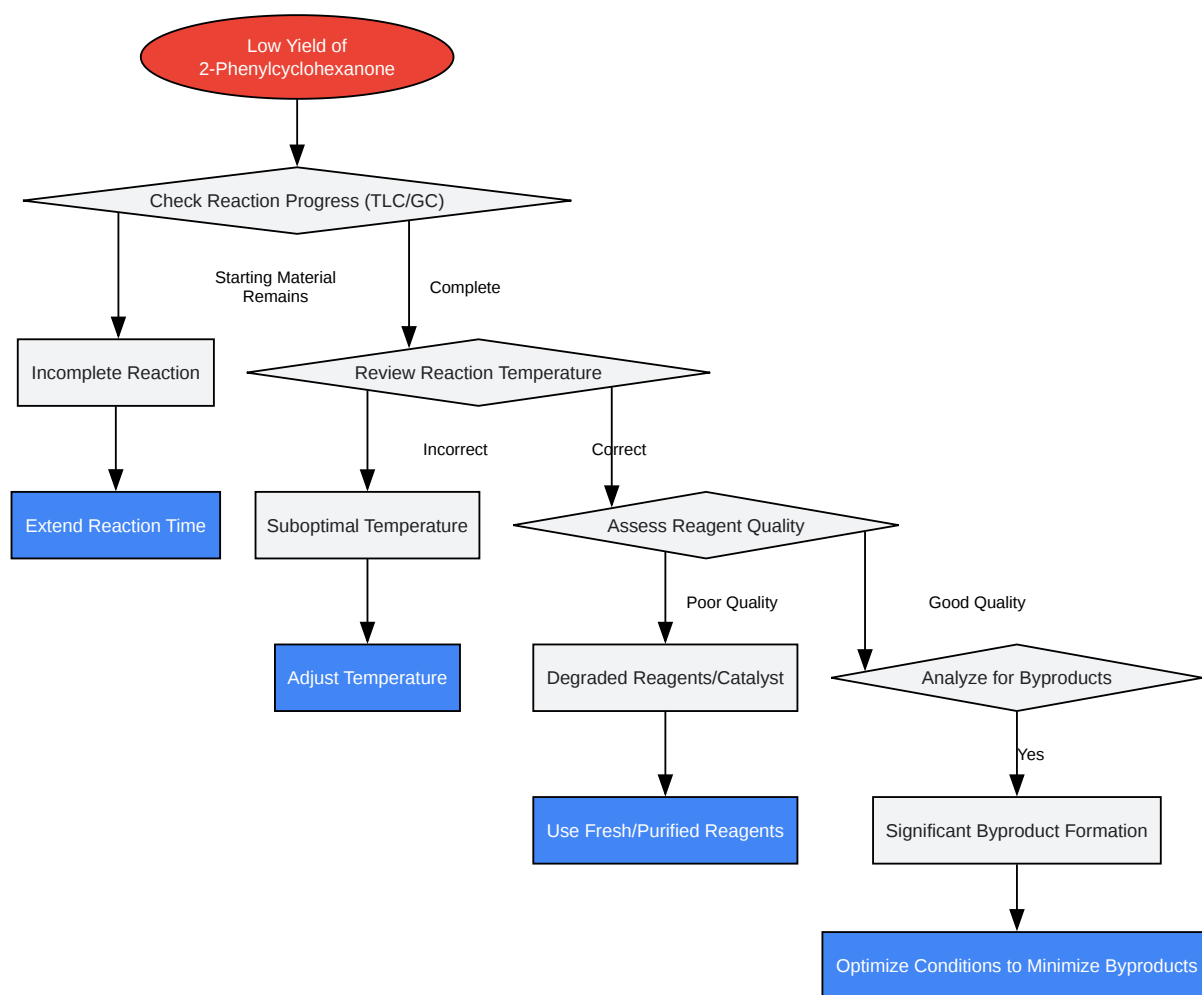 Low Yield of
2-Phenylcyclohexanone
Check Reaction Progress (TLC/GC)
Starting Material
Remains
Complete
Incomplete Reaction
Review Reaction Temperature
Incorrect
Correct
Extend Reaction Time
Suboptimal Temperature
Assess Reagent Quality
Poor Quality
Good Quality
Adjust Temperature
Degraded Reagents/Catalyst
Analyze for Byproducts
Yes
Use Fresh/Purified Reagents
Significant Byproduct Formation
Optimize Conditions to Minimize Byproducts